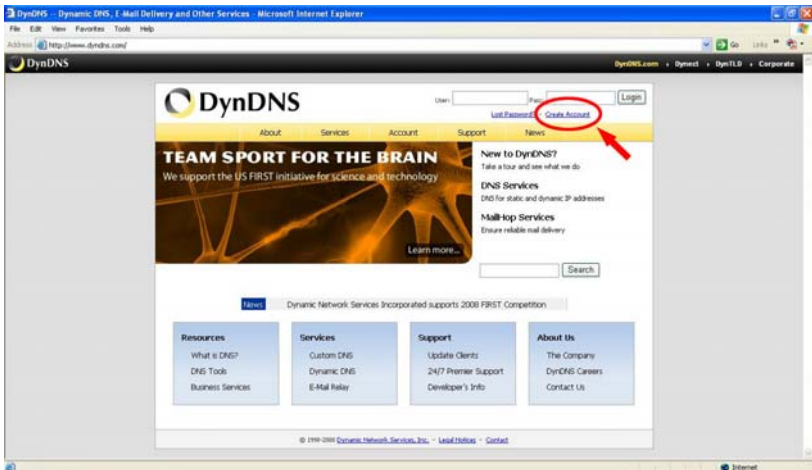 DynDNS -- Dynamic DNS, E-Mail Delivery and Other Services - Microsoft Internet Explorer
File Edit View Favorites Tools Help
Address http://www.dyndns.com/ Go Links »
DynDNS DynDNS.com Dynect DynTLD Corporate
DynDNS User: Pass: Login
Lost Password? - Create Account
About Services Account Support News
TEAM SPORT FOR THE BRAIN
We support the US FIRST initiative for science and technology
Learn more...
New to DynDNS?
Take a tour and see what we do
DNS Services
DNS for static and dynamic IP addresses
MailHop Services
Ensure reliable mail delivery
Search
News Dynamic Network Services Incorporated supports 2008 FIRST Competition
Resources
What is DNS?
DNS Tools
Business Services
Services
Custom DNS
Dynamic DNS
E-Mail Relay
Support
Update Clients
24/7 Premier Support
Developer's Info
About Us
The Company
DynDNS Careers
Contact Us
© 1998-2008 Dynamic Network Services, Inc. - Legal Notices - Contact
Internet